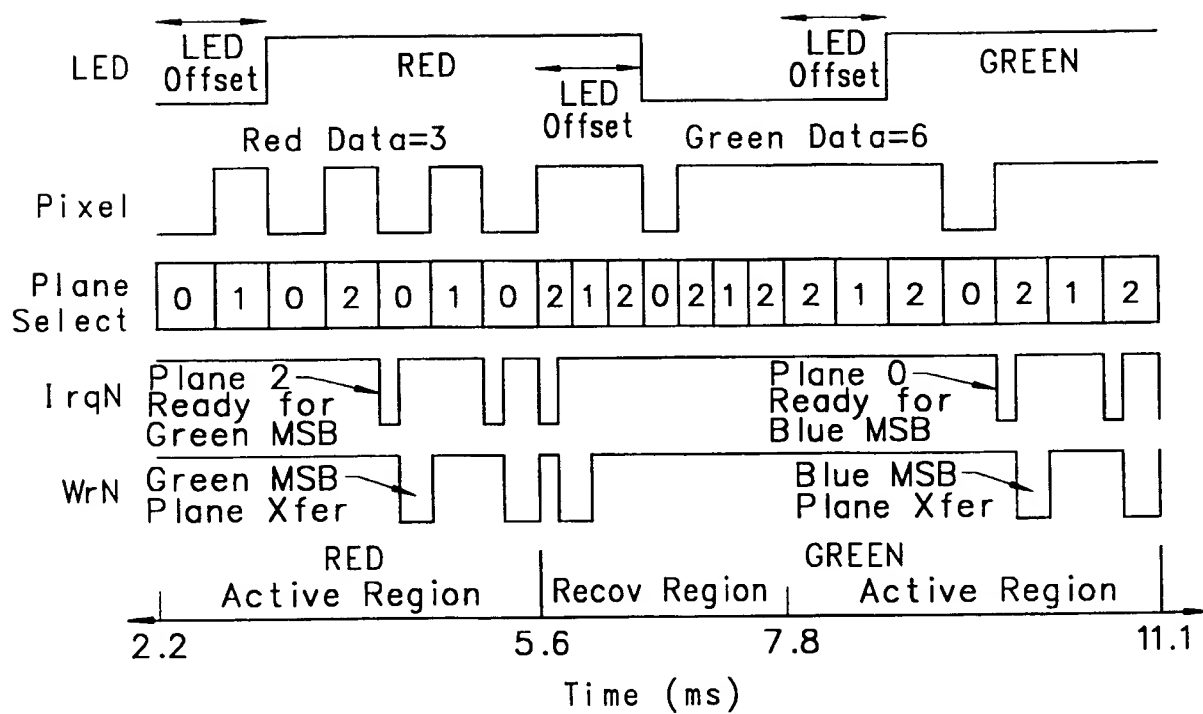 LED
LED
Offset
RED
LED
Offset
LED
Offset
GREEN
Red Data=3
Green Data=6
Pixel
Plane
Select
0 1 0 2 0 1 0 2 1 2 0 2 1 2 2 1 2 0 2 1 2
IrqN
Plane 2
Ready for
Green MSB
Plane 0
Ready for
Blue MSB
WrN
Green MSB
Plane Xfer
Blue MSB
Plane Xfer
RED
Active Region
GREEN
Recov Region
Active Region
2.2
5.6
7.8
11.1
Time (ms)